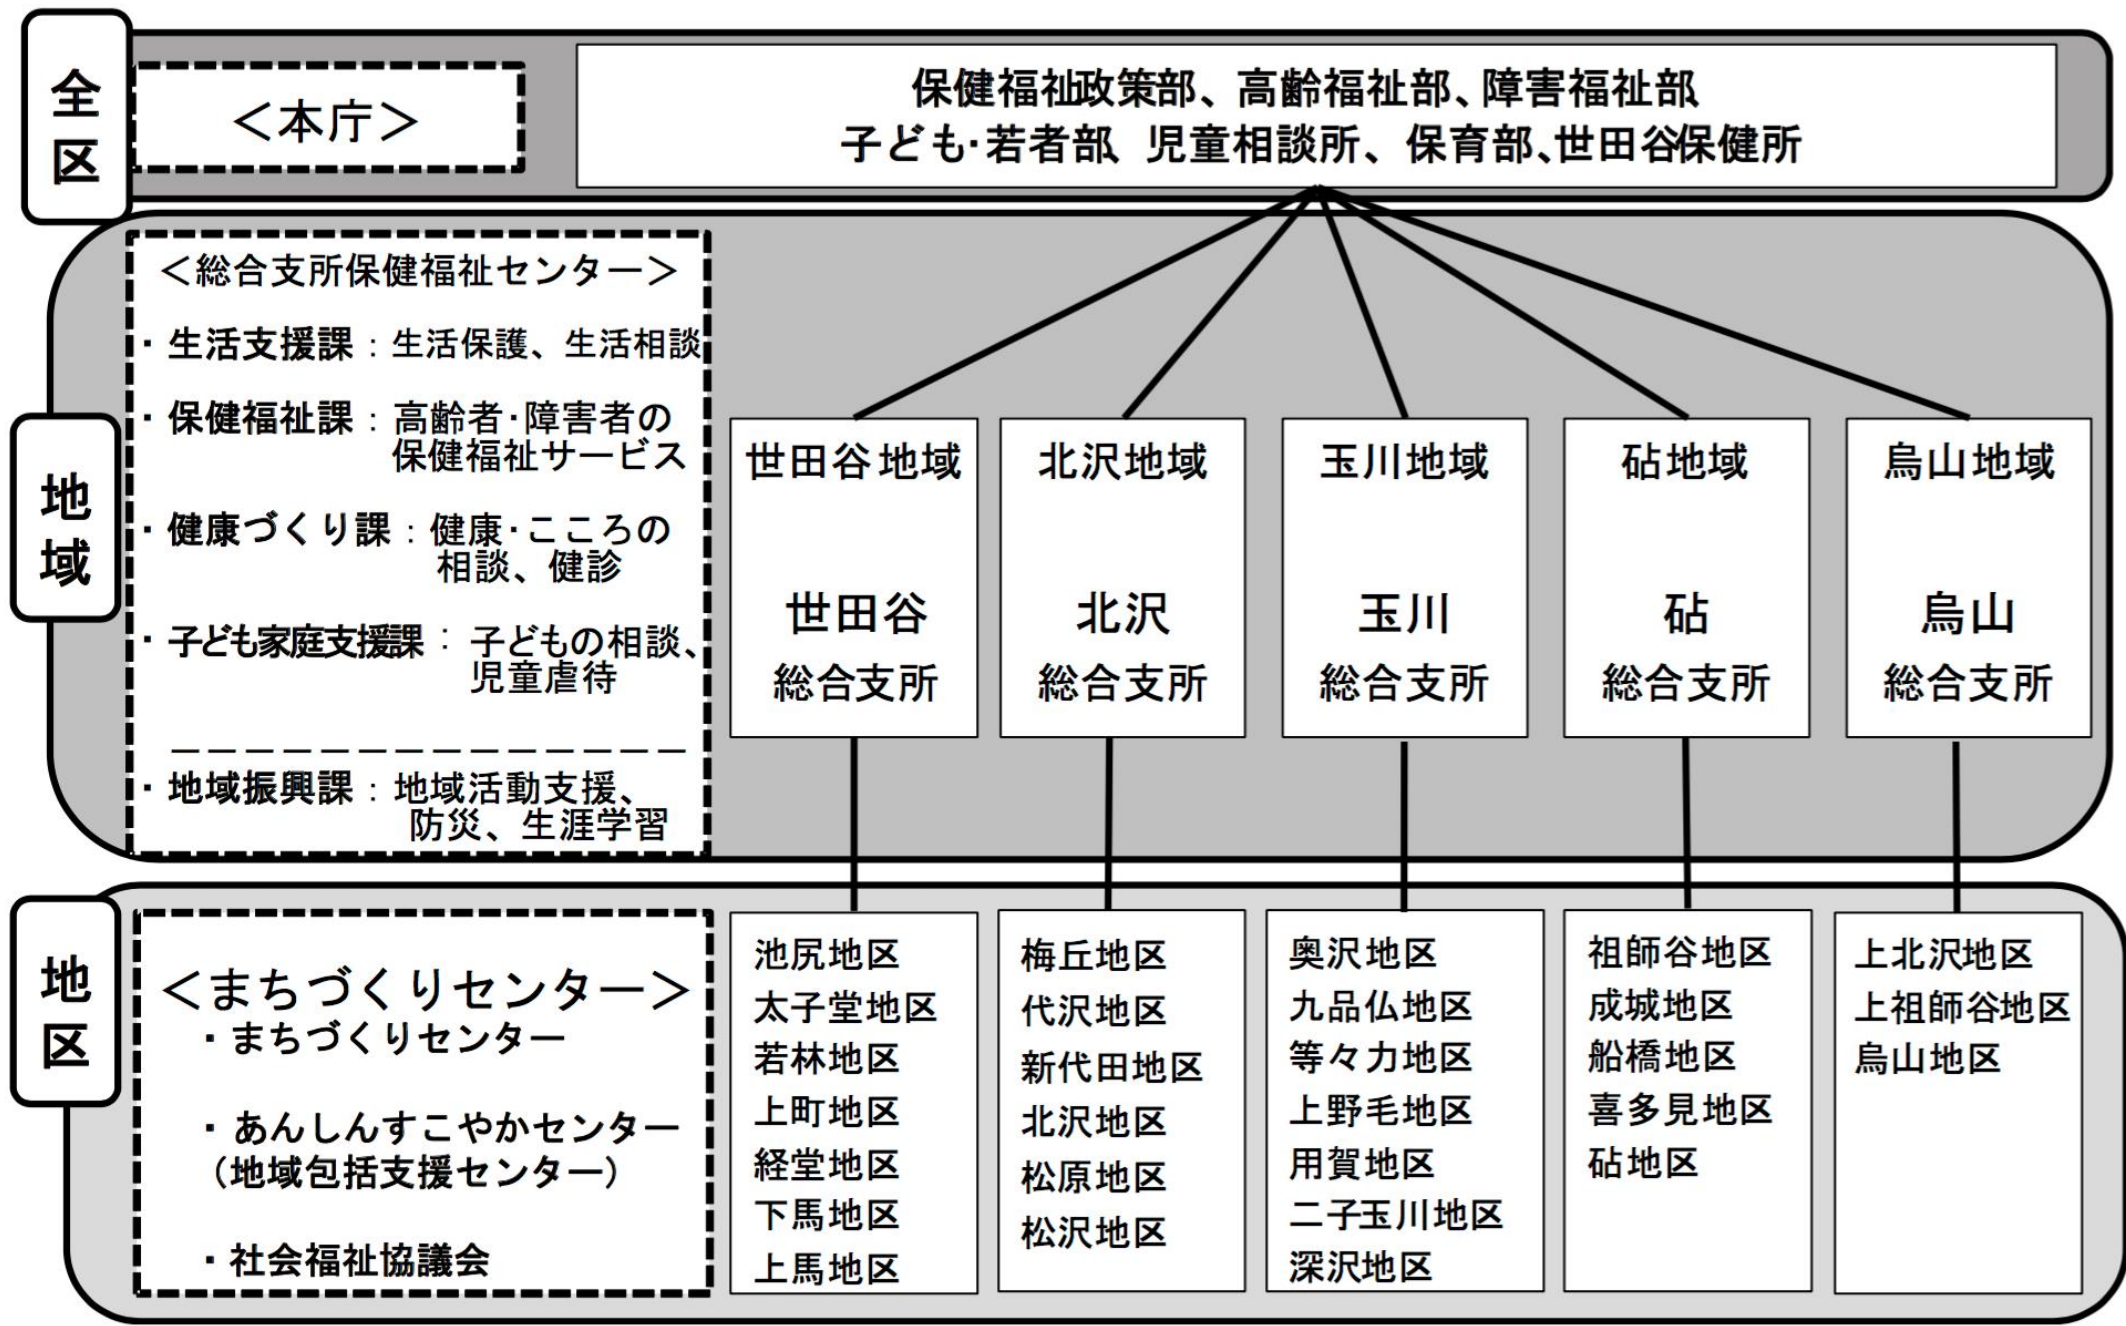 全区
＜本庁＞
保健福祉政策部、高齢福祉部、障害福祉部
子ども・若者部、児童相談所、保育部、世田谷保健所
地域
＜総合支所保健福祉センター＞
・生活支援課：生活保護、生活相談
・保健福祉課：高齢者・障害者の
保健福祉サービス
・健康づくり課：健康・こころの
相談、健診
・子ども家庭支援課：子どもの相談、
児童虐待
・地域振興課：地域活動支援、
防災、生涯学習
世田谷地域
世田谷
総合支所
北沢地域
北沢
総合支所
玉川地域
玉川
総合支所
砧地域
砧
総合支所
烏山地域
烏山
総合支所
地区
＜まちづくりセンター＞
・まちづくりセンター
・あんしんすこやかセンター
（地域包括支援センター）
・社会福祉協議会
池尻地区
太子堂地区
若林地区
上町地区
経堂地区
下馬地区
上馬地区
梅丘地区
代沢地区
新代田地区
北沢地区
松原地区
松沢地区
奥沢地区
九品仏地区
等々力地区
上野毛地区
用賀地区
二子玉川地区
深沢地区
祖師谷地区
成城地区
船橋地区
喜多見地区
砧地区
上北沢地区
上祖師谷地区
烏山地区